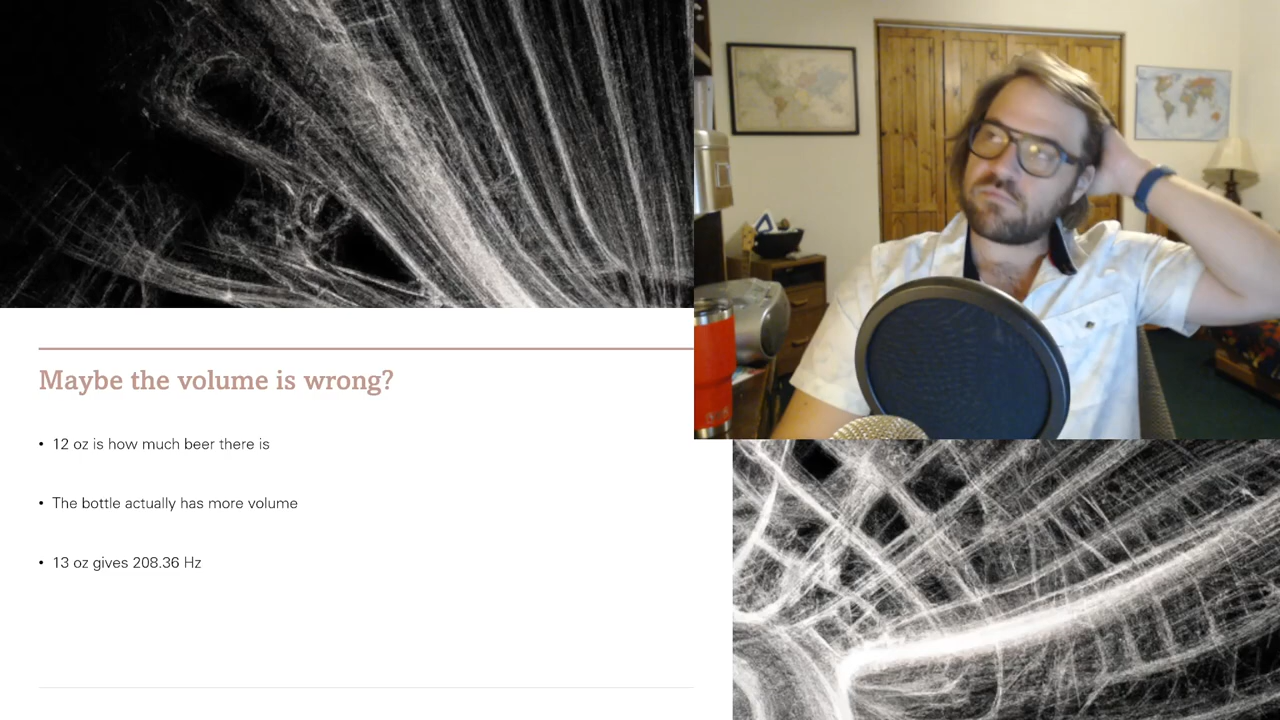 Maybe the volume is wrong?
• 12 oz is how much beer there is
• The bottle actually has more volume
• 13 oz gives 208.36 Hz